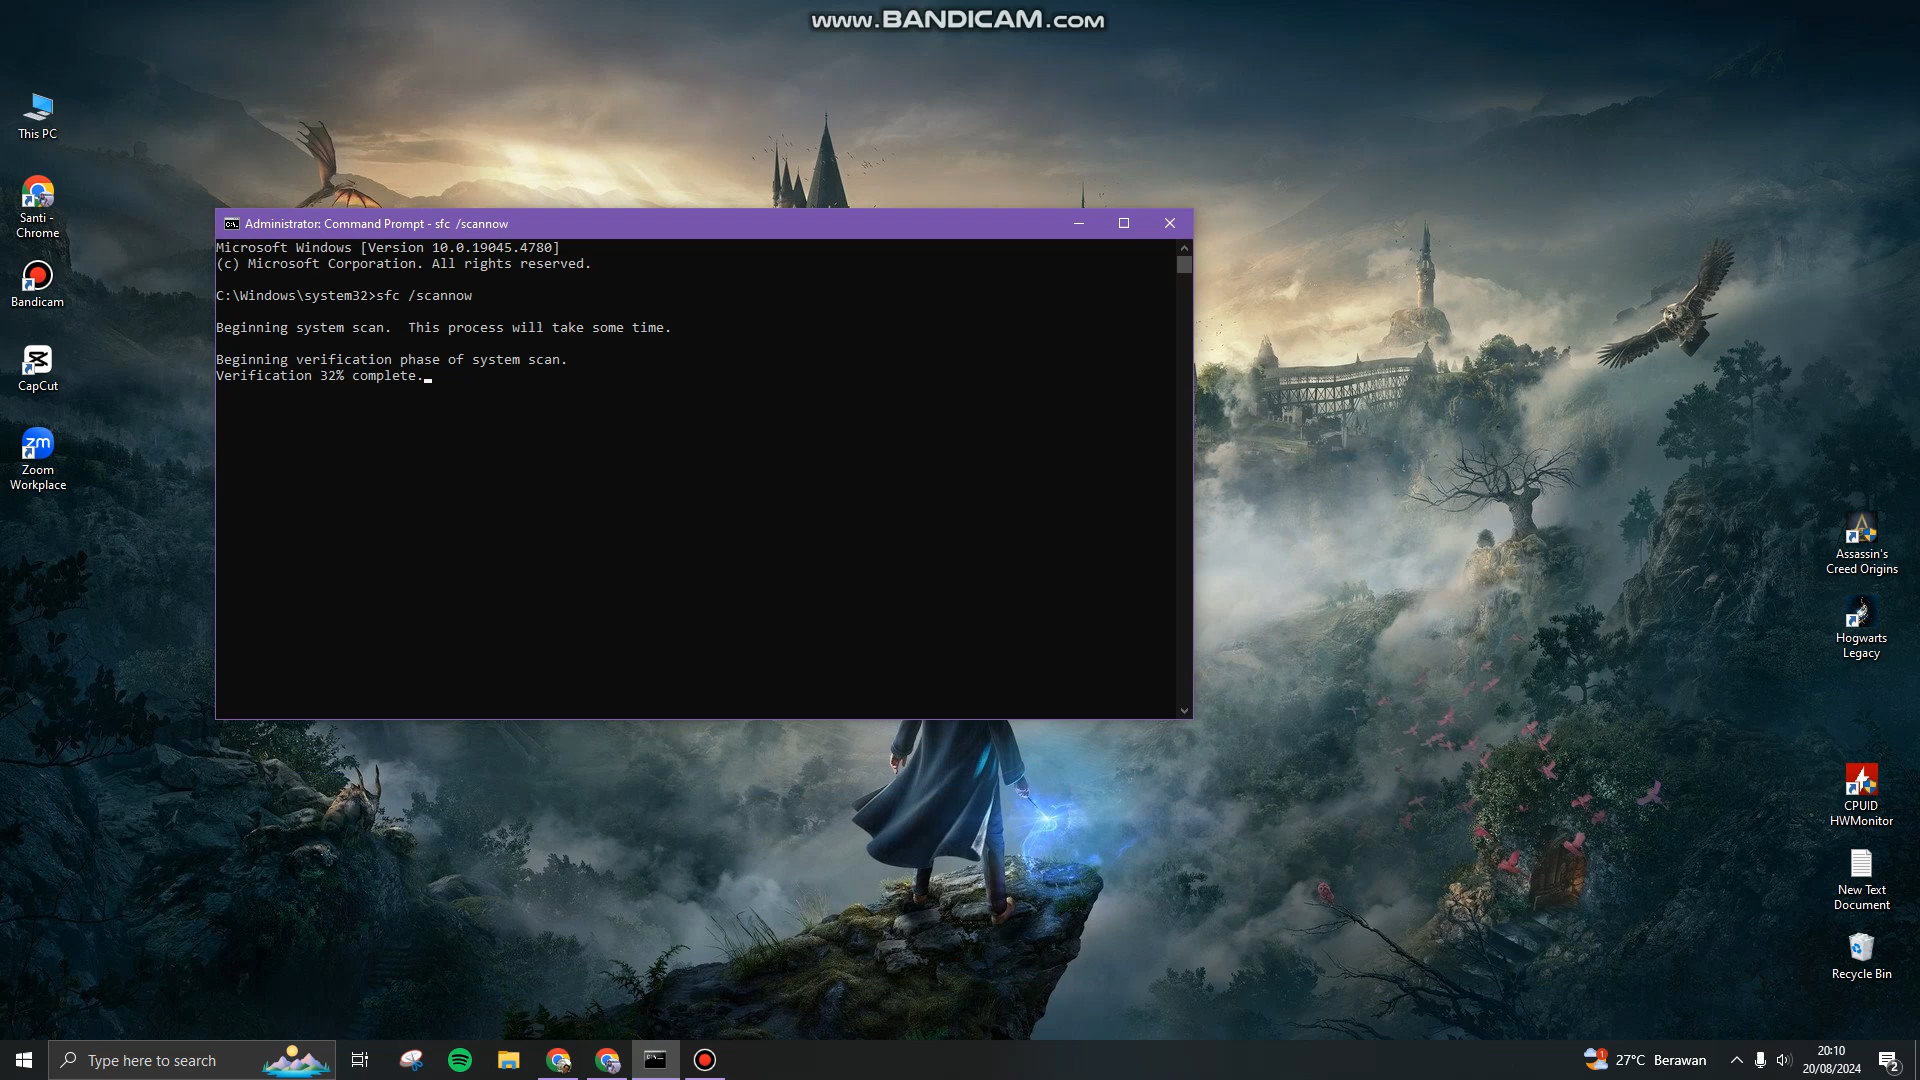 www.BANDICAM.com
This PC
Santi -
Chrome
Bandicam
CapCut
zm
Zoom
Workplace
Administrator: Command Prompt - sfc  /scannow
Microsoft Windows [Version 10.0.19045.4780]
(c) Microsoft Corporation. All rights reserved.
C:\Windows\system32>sfc /scannow
Beginning system scan.  This process will take some time.
Beginning verification phase of system scan.
Verification 32% complete.
Assassin's
Creed Origins
Hogwarts
Legacy
CPUID
HWMonitor
New Text
Document
Recycle Bin
Type here to search
1
27°C  Berawan
20:10
20/08/2024
2